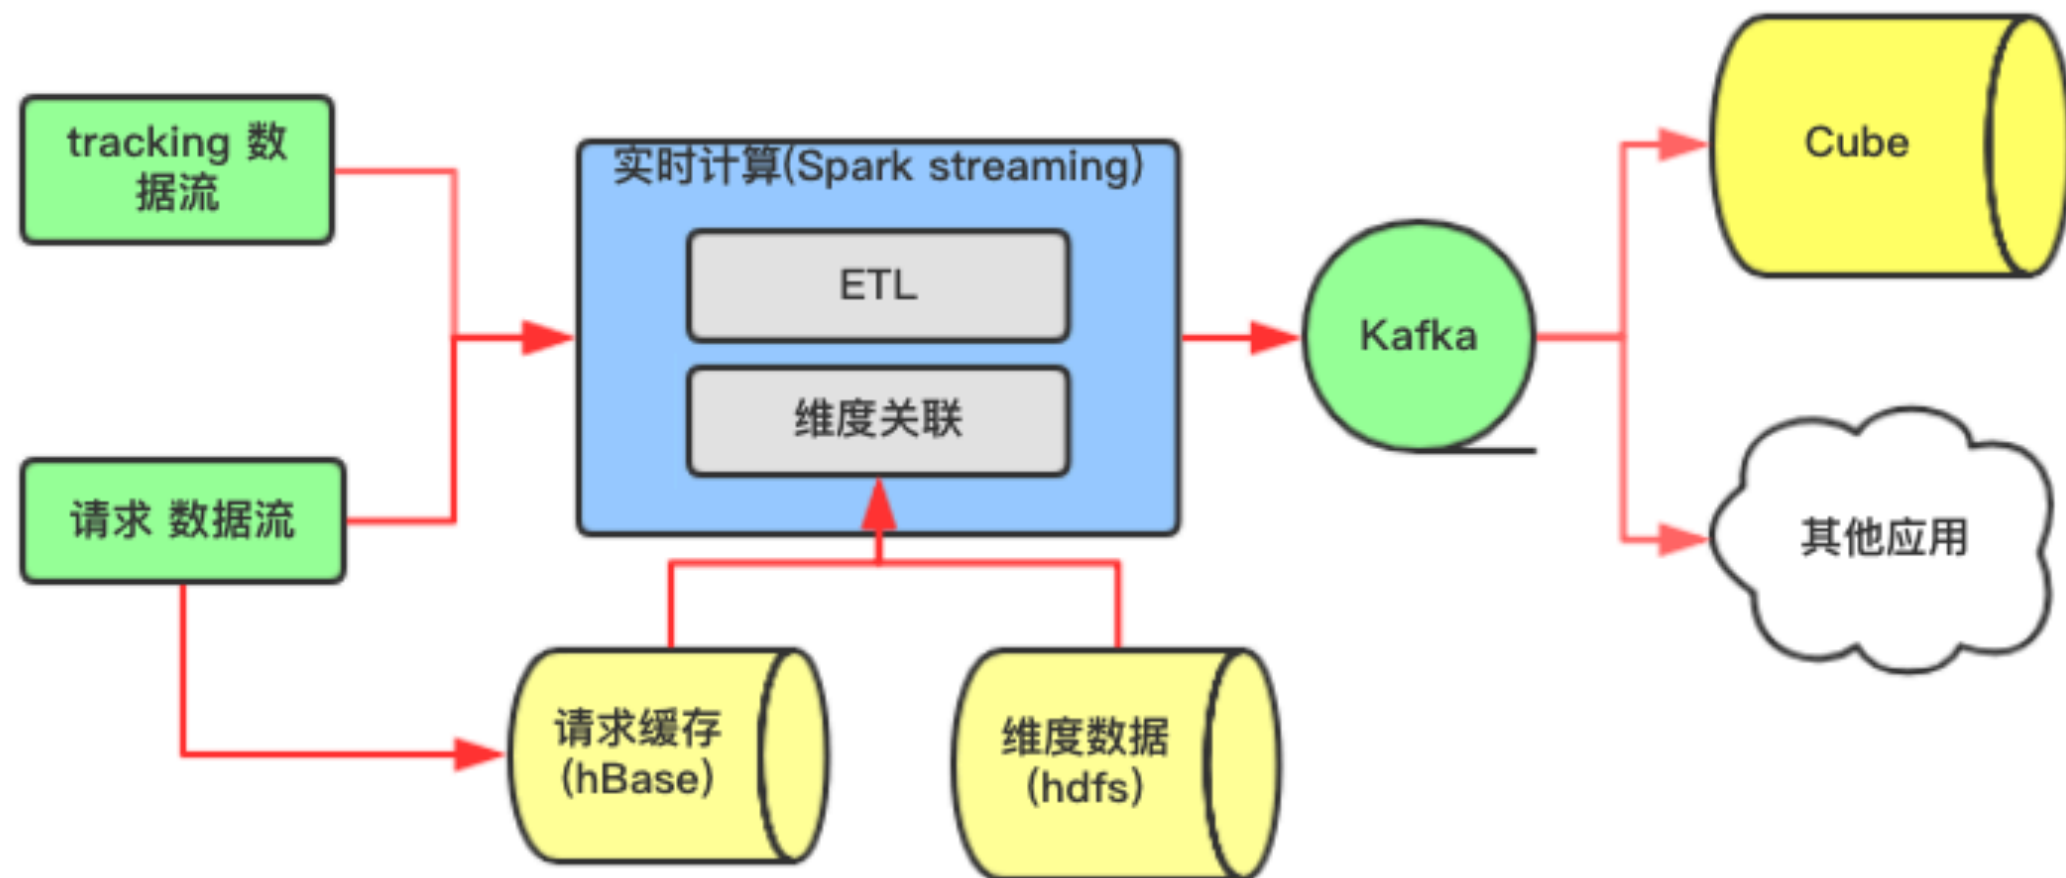 tracking 数
据流
实时计算(Spark streaming)
ETL
维度关联
请求 数据流
Kafka
Cube
其他应用
请求缓存
(hBase)
维度数据
(hdfs)